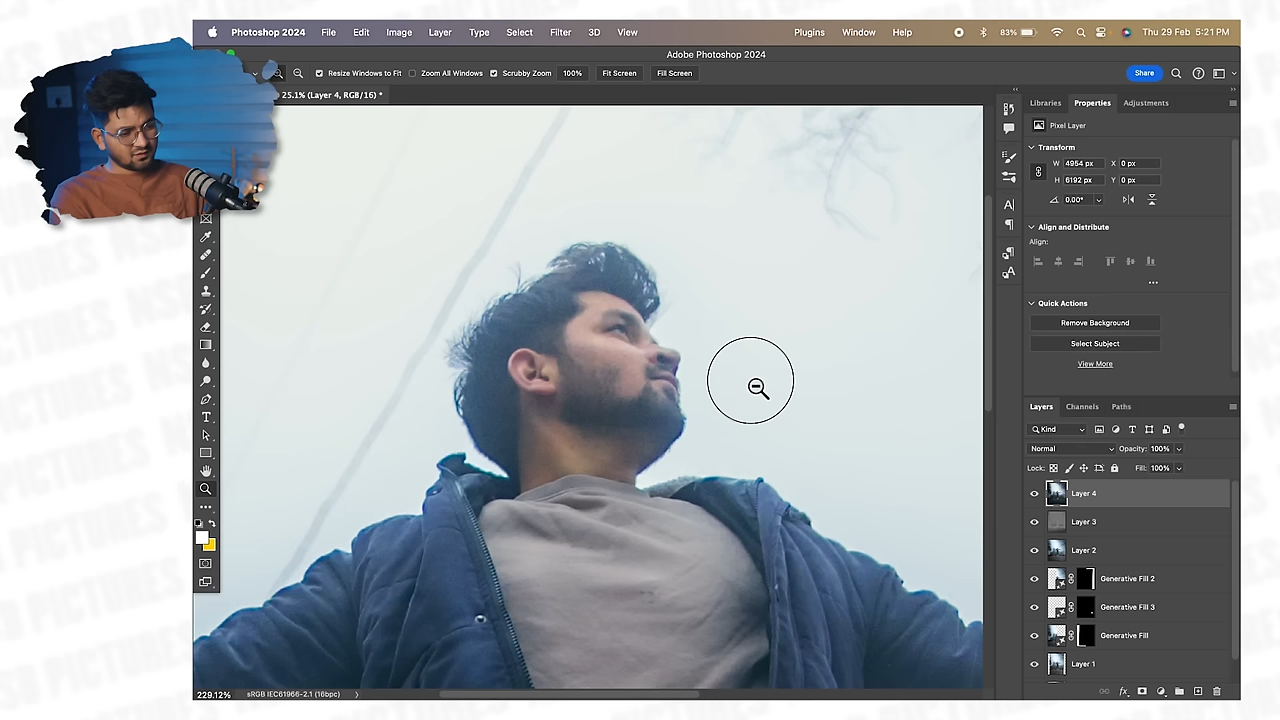 Photoshop 2024 File Edit Image Layer Type Select Filter 3D View Plugins Window Help 83% Thu 29 Feb 5:21 PM
Adobe Photoshop 2024
Resize Windows to Fit Zoom All Windows Scrubby Zoom 100% Fit Screen Fill Screen Share
25.1% (Layer 4, RGB/16) *
Libraries Properties Adjustments
Pixel Layer
Transform
W 4954 px X 0 px
H 6192 px Y 0 px
0.00°
Align and Distribute
Align:
Quick Actions
Remove Background
Select Subject
View More
Layers Channels Paths
Kind
Normal Opacity: 100%
Lock: Fill: 100%
Layer 4
Layer 3
Layer 2
Generative Fill 2
Generative Fill 3
Generative Fill
Layer 1
229.12% sRGB IEC61966-2.1 (16bpc)